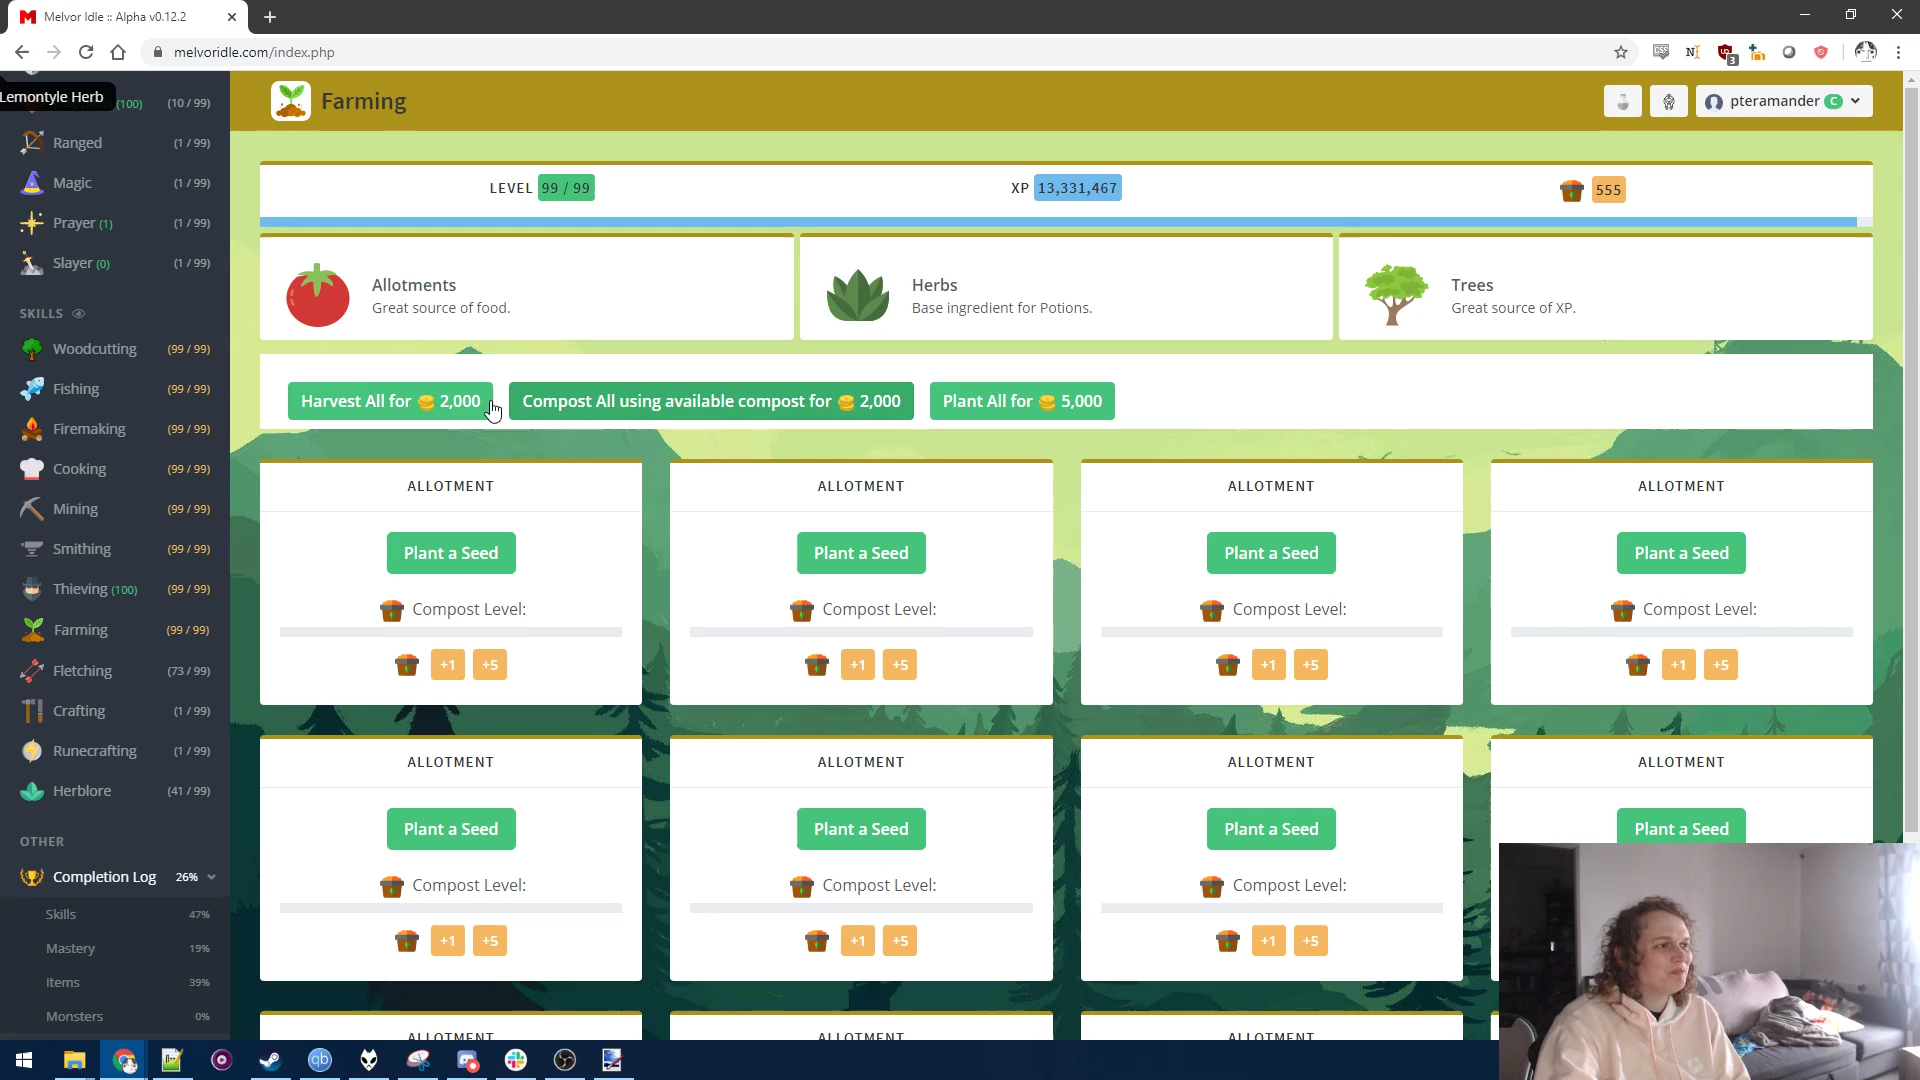 Melvor Idle :: Alpha v0.12.2
melvoridle.com/index.php
3
Lemontyle Herb
(100) (10 / 99)
Ranged (1 / 99)
Magic (1 / 99)
Prayer (1) (1 / 99)
Slayer (0) (1 / 99)
SKILLS
Woodcutting (99 / 99)
Fishing (99 / 99)
Firemaking (99 / 99)
Cooking (99 / 99)
Mining (99 / 99)
Smithing (99 / 99)
Thieving (100) (99 / 99)
Farming (99 / 99)
Fletching (73 / 99)
Crafting (1 / 99)
Runecrafting (1 / 99)
Herblore (41 / 99)
OTHER
Completion Log 26%
Skills 47%
Mastery 19%
Items 39%
Monsters 0%
Farming
pteramander C
LEVEL 99 / 99 XP 13,331,467 555
Allotments
Great source of food.
Herbs
Base ingredient for Potions.
Trees
Great source of XP.
Harvest All for 2,000 Compost All using available compost for 2,000 Plant All for 5,000
ALLOTMENT ALLOTMENT ALLOTMENT ALLOTMENT
Plant a Seed Plant a Seed Plant a Seed Plant a Seed
Compost Level: Compost Level: Compost Level: Compost Level:
+1 +5 +1 +5 +1 +5 +1 +5
ALLOTMENT ALLOTMENT ALLOTMENT ALLOTMENT
Plant a Seed Plant a Seed Plant a Seed Plant a Seed
Compost Level: Compost Level: Compost Level:
+1 +5 +1 +5 +1 +5
ALLOTMENT ALLOTMENT ALLOTMENT